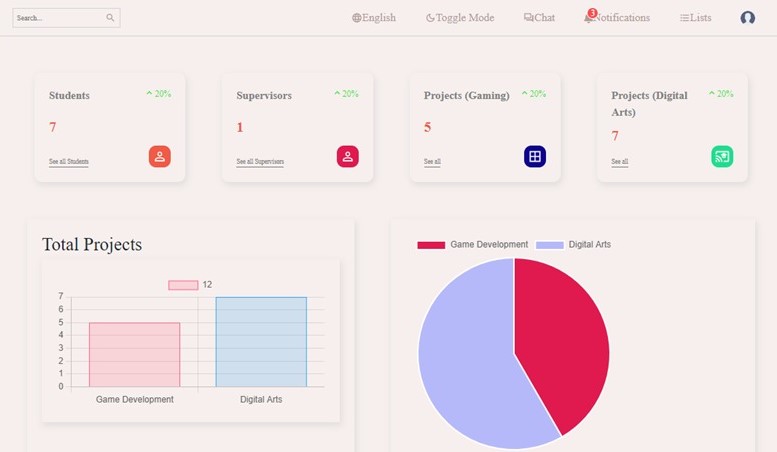 Search...
English
Toggle Mode
Chat
3
Notifications
Lists
Students
20%
7
See all Students
Supervisors
20%
1
See all Supervisors
Projects (Gaming)
20%
5
See all
Projects (Digital
Arts)
20%
7
See all
Total Projects
12
7
6
5
4
3
2
1
0
Game Development
Digital Arts
Game Development
Digital Arts